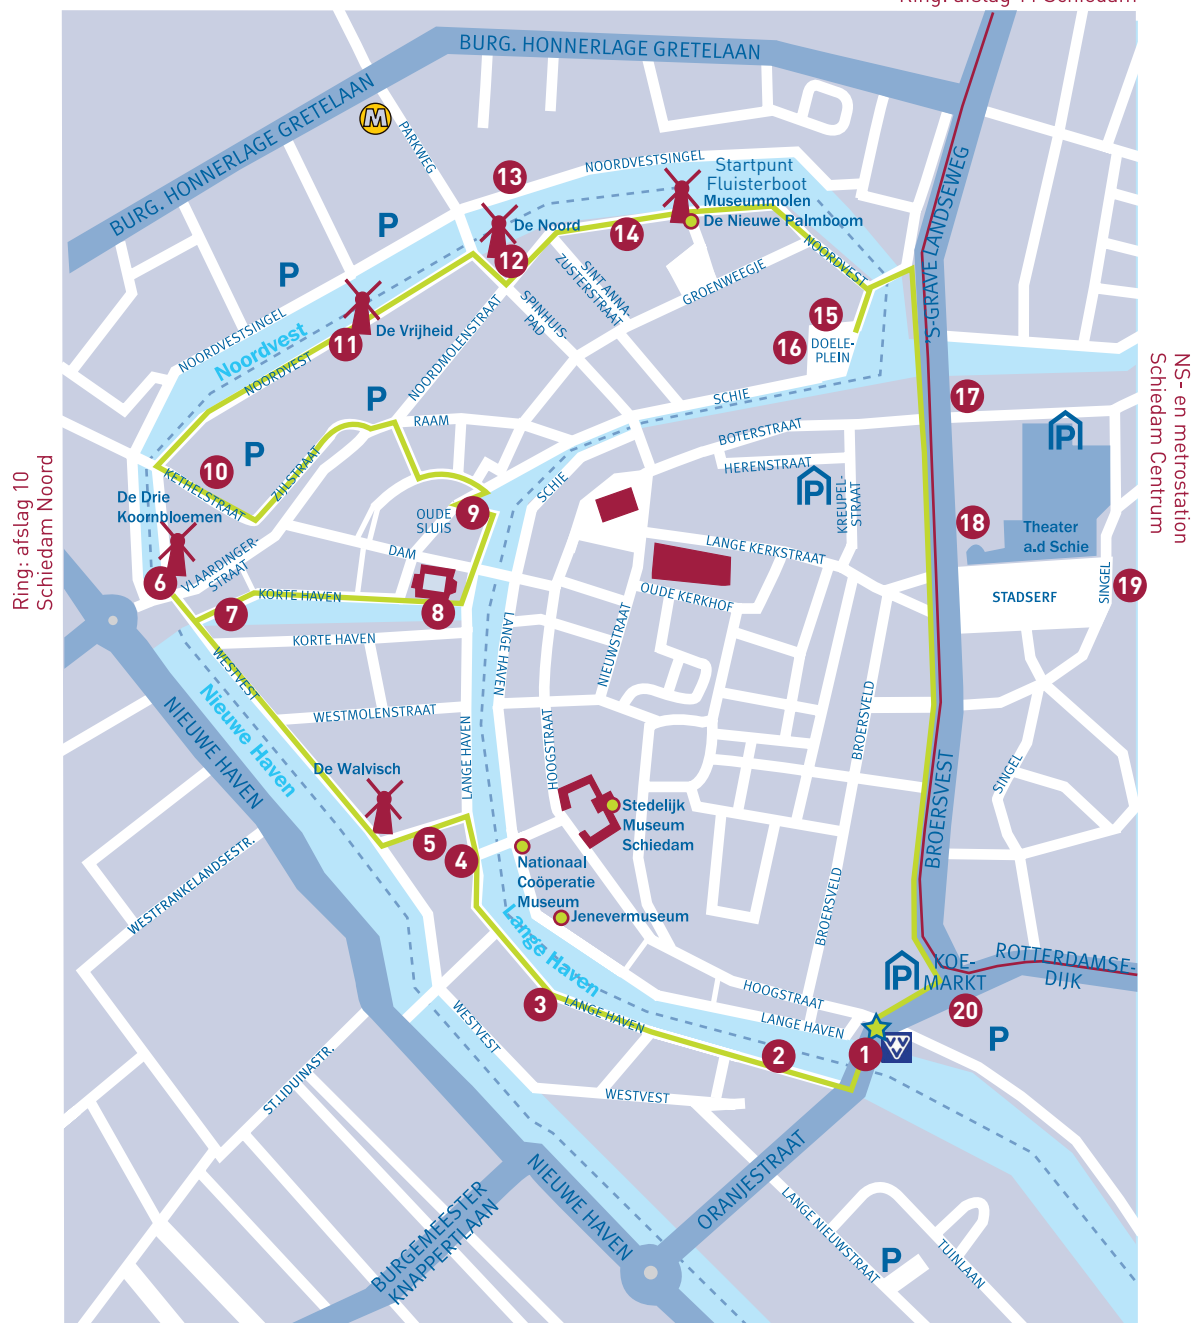 Ring: afslag 11 Schiedam
BURG. HONNERLAGE GRETELAAN
BURG. HONNERLAGE GRETELAAN
M
PARKWEG
13
NOORDVESTSINGEL
Startpunt
Fluisterboot
Museummolen
De Nieuwe Palmboom
'S-GRAVELANDSEWEG
P
De Noord
14
12
NOORDVEST
P
SINT ANNA-
ZUSTERSTRAAT
GROENWEEGJE
SPINHUIS-
PAD
NOORDMOLENSTRAAT
De Vrijheid
11
NOORDVESTSINGEL
Noordvest
NOORDVEST
15
16
DOELE-
PLEIN
NS- en metrostation
Schiedam Centrum
P
RAAM
SCHIE
17
BOTERSTRAAT
P
HERENSTRAAT
P
KREUPEL-
STRAAT
P
10
KETHELSTRAAT
ZIJLSTRAAT
SCHIE
De Drie
Koornbloemen
OUDE
SLUIS
9
18
Theater
a.d Schie
Ring: afslag 10
Schiedam Noord
DAM
LANGE KERKSTRAAT
VLAARDINGER-
STRAAT
6
7
KORTE HAVEN
8
OUDE KERKHOF
STADSERF
SINGEL
19
KORTE HAVEN
LANGE HAVEN
NIEUWSTRAAT
WESTVEST
Nieuwe Haven
NIEUWE HAVEN
WESTMOLENSTRAAT
LANGE HAVEN
HOOGSTRAAT
BROERSVELD
BROERSVEST
SINGEL
De Walvisch
Stedelijk
Museum
Schiedam
5
4
WESTFRANKELANDSESTR.
Nationaal
Coöperatie
Museum
Jenevermuseum
Lange Haven
Lange Haven
BROERSVELD
P
KOE-
MARKT
ROTTERDAMSE-
DIJK
3
LANGE HAVEN
HOOGSTRAAT
LANGE HAVEN
20
P
WESTVEST
2
1
VVV
ST.LIDUINASTR.
WESTVEST
ORANJESTRAAT
NIEUWE HAVEN
BURGEMEESTER
KNAPPERTLAAN
LANGE NIEUWSTRAAT
TUINLAAN
P